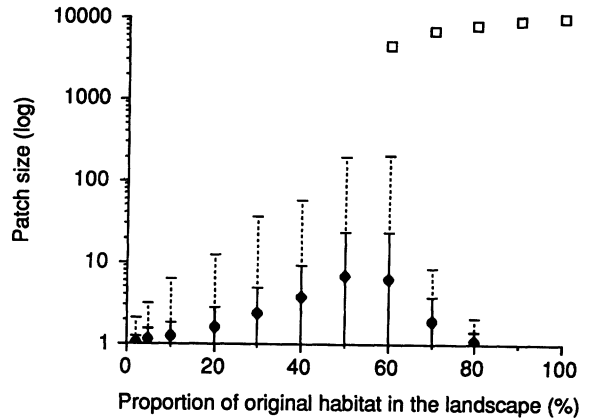 10000
1000
100
10
1
Patch size (log)
0 20 40 60 80 100
Proportion of original habitat in the landscape (%)